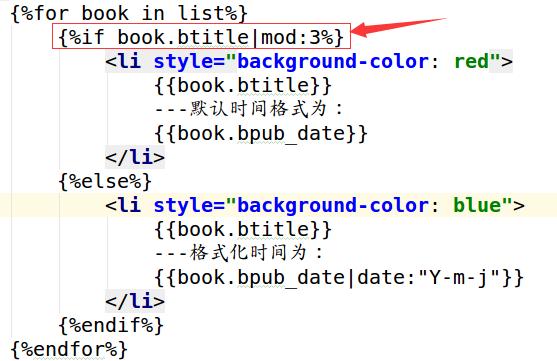 {%for book in list%}
{%if book.btitle|mod:3%}
<li style="background-color: red">
{{book.btitle}}
---默认时间格式为：
{{book.bpub_date}}
</li>
{%else%}
<li style="background-color: blue">
{{book.btitle}}
---格式化时间为：
{{book.bpub_date|date:"Y-m-j"}}
</li>
{%endif%}
{%endfor%}